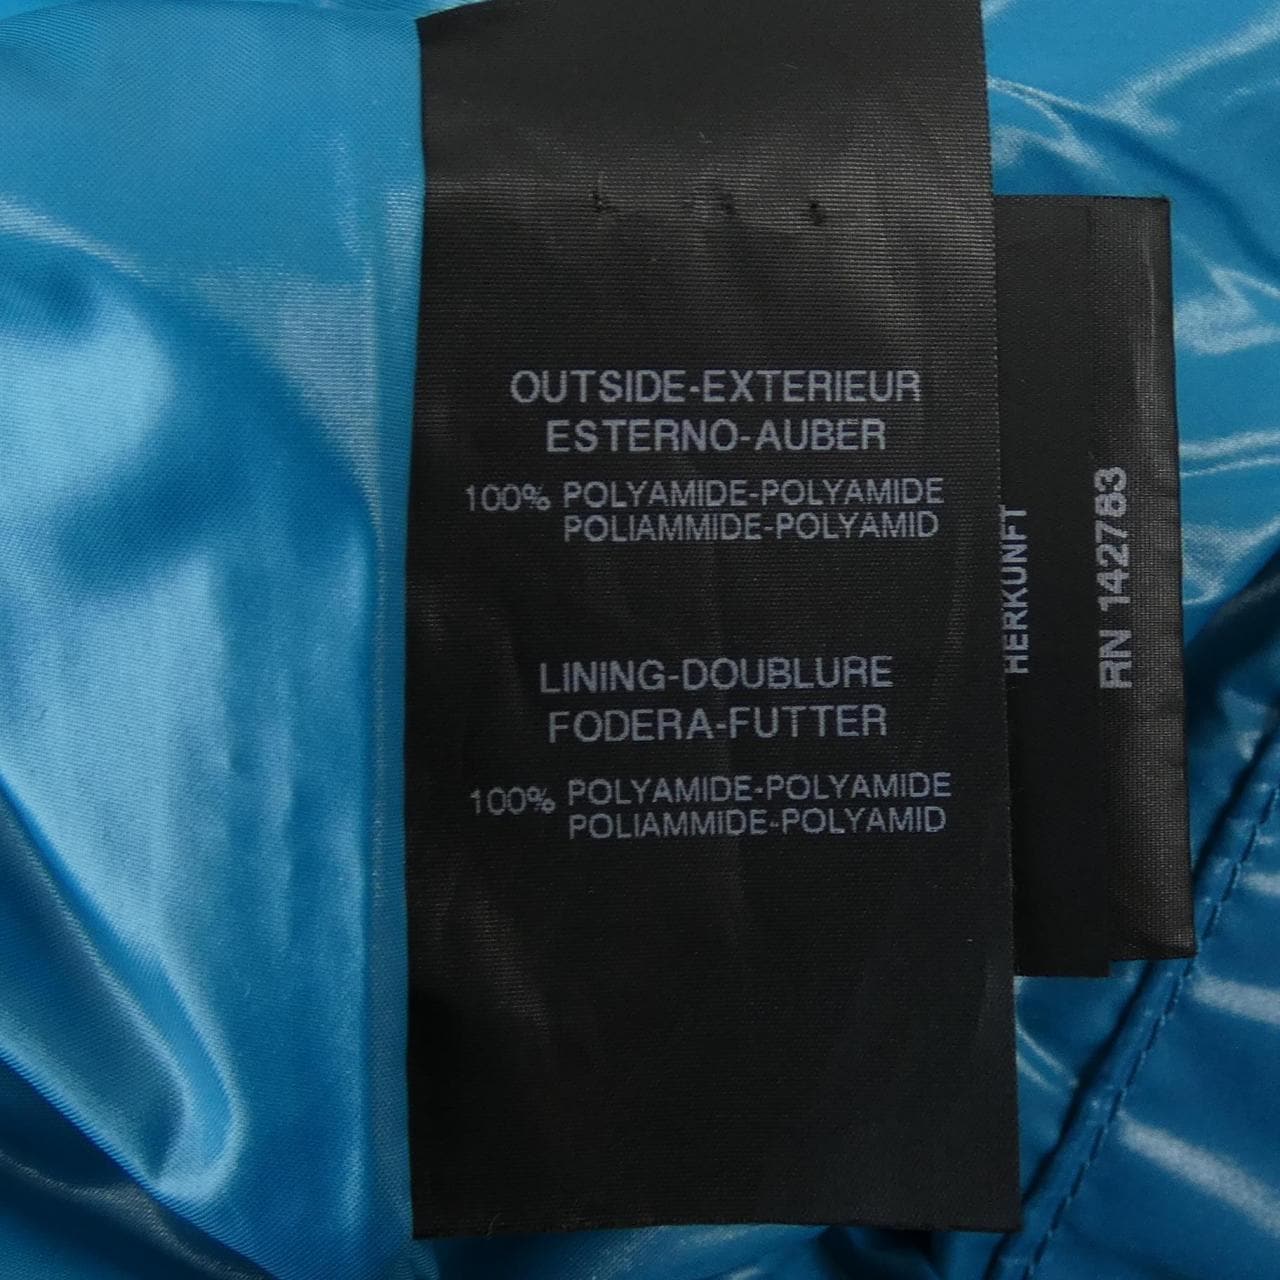 OUTSIDE-EXTERIEUR
ESTERNO-AUBER
100% POLYAMIDE-POLYAMIDE
POLIAMMIDE-POLYAMID
LINING-DOUBLURE
FODERA-FUTTER
100% POLYAMIDE-POLYAMIDE
POLIAMMIDE-POLYAMID
HERKUNFT
RN 142783